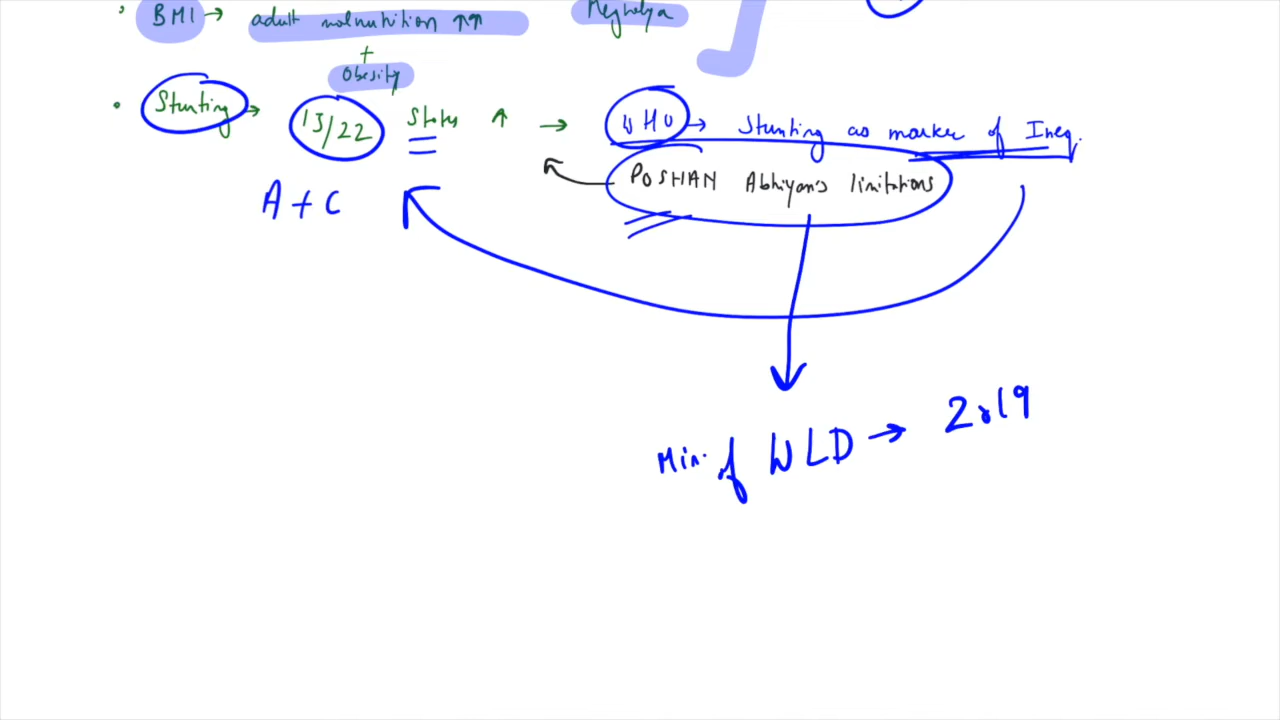 BMI → adult malnutrition ↑↑ Meghalya
+
Obesity
• Stunting → 13/22 States ↑ → WHO → Stunting as marker of Ineq.
POSHAN Abhiyan's limitations
A + C
Min. of WLD → 2019